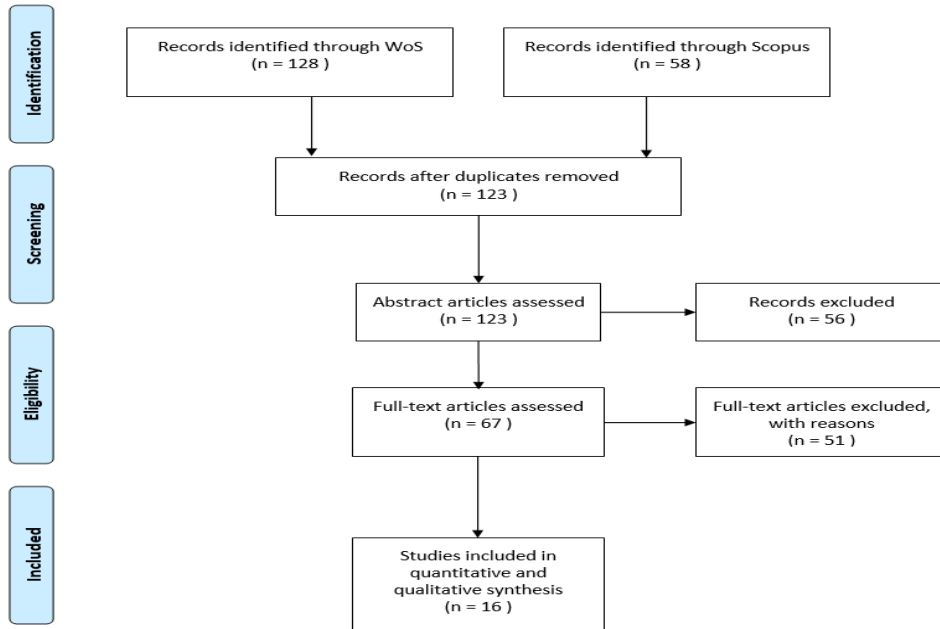 Identification
Records identified through WoS
(n = 128 )
Records identified through Scopus
(n = 58 )
Screening
Records after duplicates removed
(n = 123 )
Abstract articles assessed
(n = 123 )
Records excluded
(n = 56 )
Eligibility
Full-text articles assessed
(n = 67 )
Full-text articles excluded,
with reasons
(n = 51 )
Included
Studies included in
quantitative and
qualitative synthesis
(n = 16 )